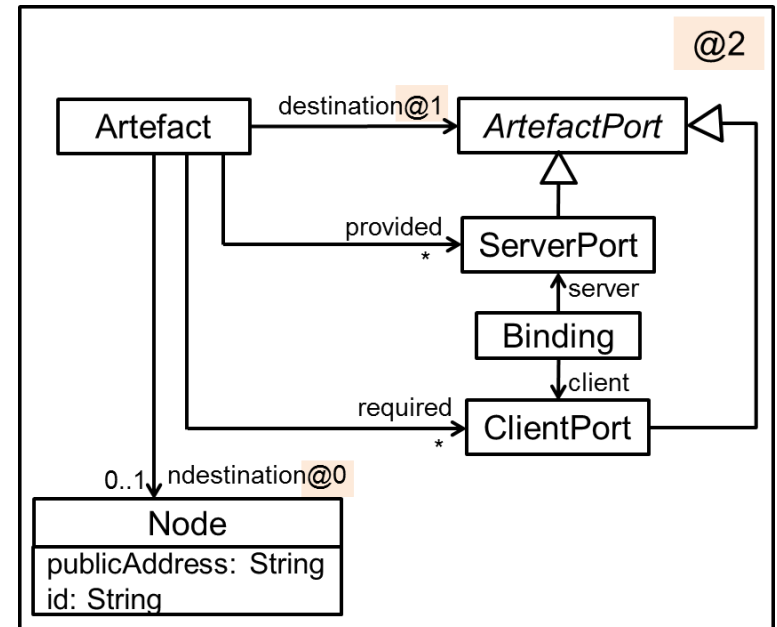 @2
destination@1
Artefact
ArtefactPort
provided
*
ServerPort
server
Binding
client
required
*
ClientPort
0..1 ndestination@0
Node
publicAddress: String
id: String